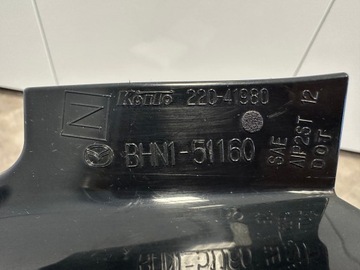 N
Koito 220-41980
BHN1-51160
SAE
AIP2ST 12
DOT